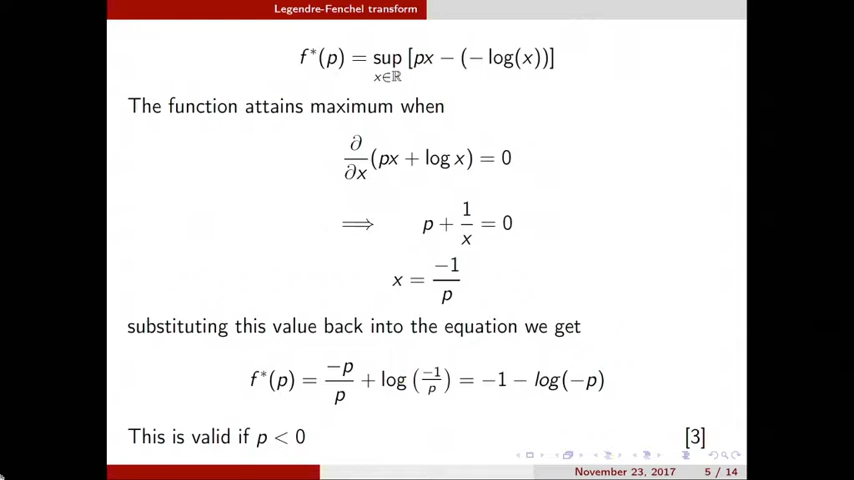 Legendre-Fenchel transform
f*(p) = sup_{x∈ℝ} [px − (− log(x))]
The function attains maximum when
∂/∂x (px + log x) = 0
⟹ p + 1/x = 0
x = −1/p
substituting this value back into the equation we get
f*(p) = −p/p + log (−1/p) = −1 − log(−p)
This is valid if p < 0 [3]
November 23, 2017 5 / 14